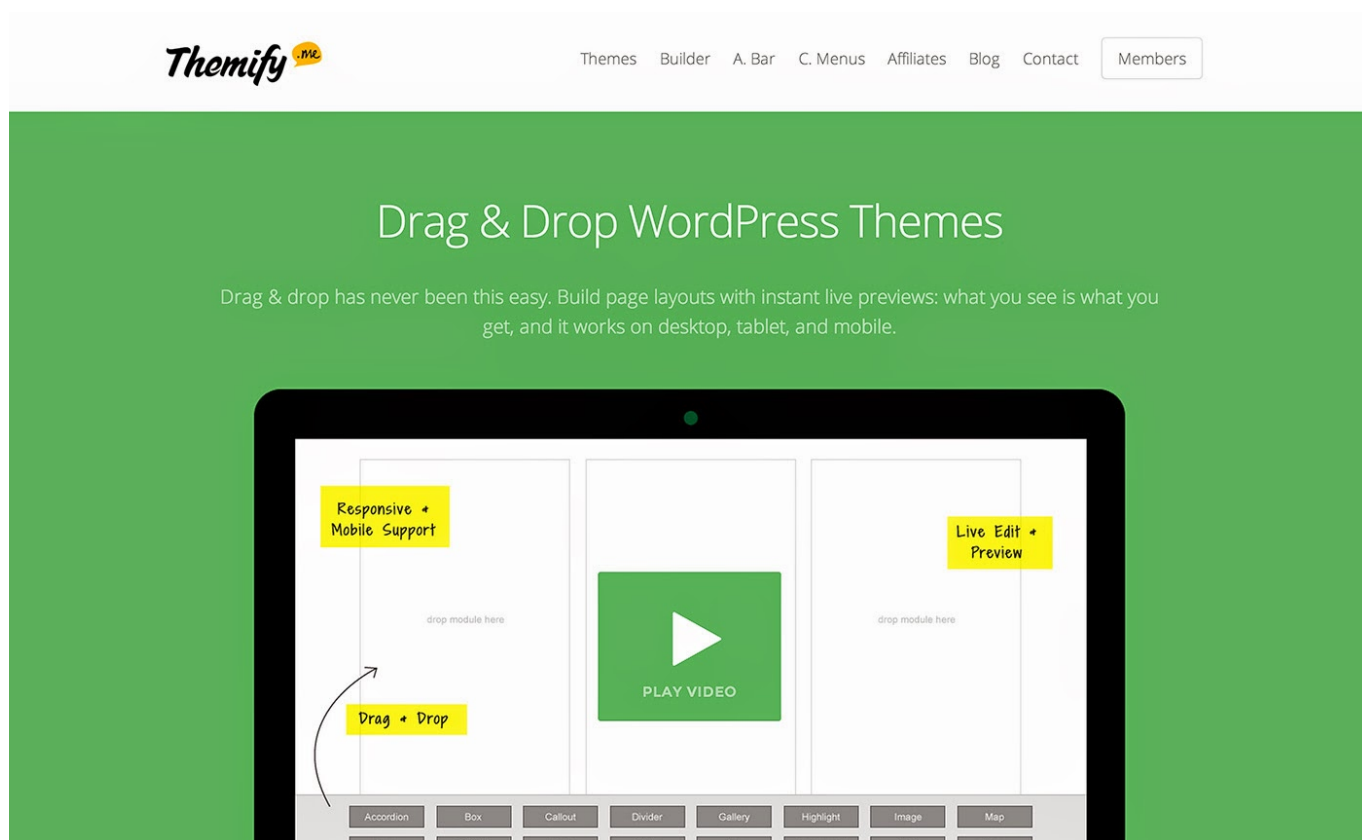 Themify .me
Themes Builder A. Bar C. Menus Affiliates Blog Contact Members
Drag & Drop WordPress Themes
Drag & drop has never been this easy. Build page layouts with instant live previews: what you see is what you
get, and it works on desktop, tablet, and mobile.
Responsive +
Mobile Support
Live Edit +
Preview
drop module here
drop module here
PLAY VIDEO
Drag + Drop
Accordion Box Callout Divider Gallery Highlight Image Map